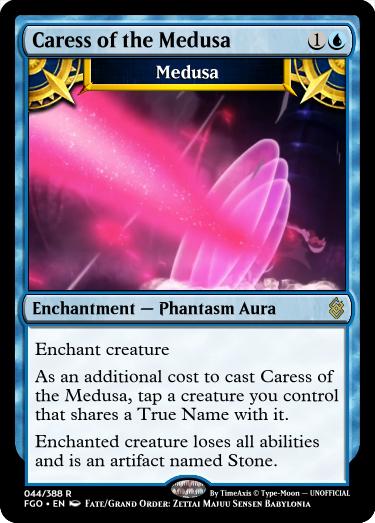 Caress of the Medusa 1
Medusa
Enchantment — Phantasm Aura
Enchant creature
As an additional cost to cast Caress of
the Medusa, tap a creature you control
that shares a True Name with it.
Enchanted creature loses all abilities
and is an artifact named Stone.
044/388 R
By TimeAxis © Type-Moon — UNOFFICIAL
FGO • EN Fate/Grand Order: Zettai Majuu Sensen Babylonia